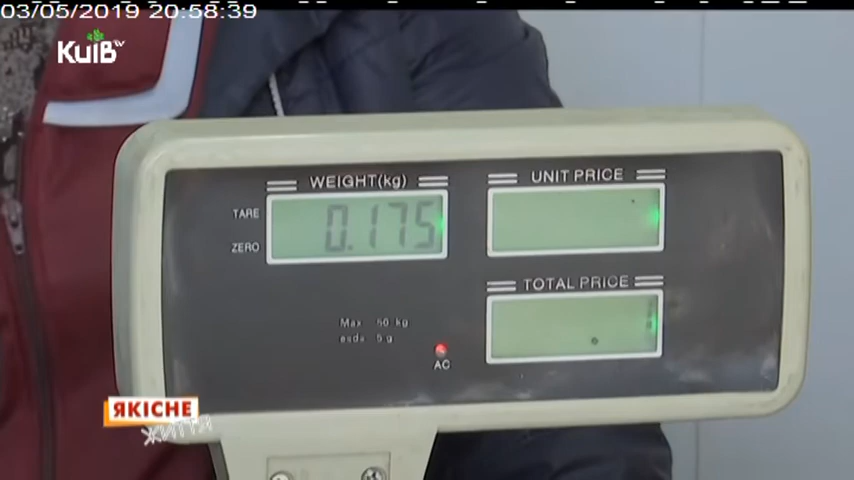 03/05/2019 20:58:39
КиїВ tv
WEIGHT(kg)
UNIT PRICE
TARE
0.175
ZERO
TOTAL PRICE
Max 50 kg
e=d= 5 g
AC
ЯКІСНЕ
ЖИТТЯ